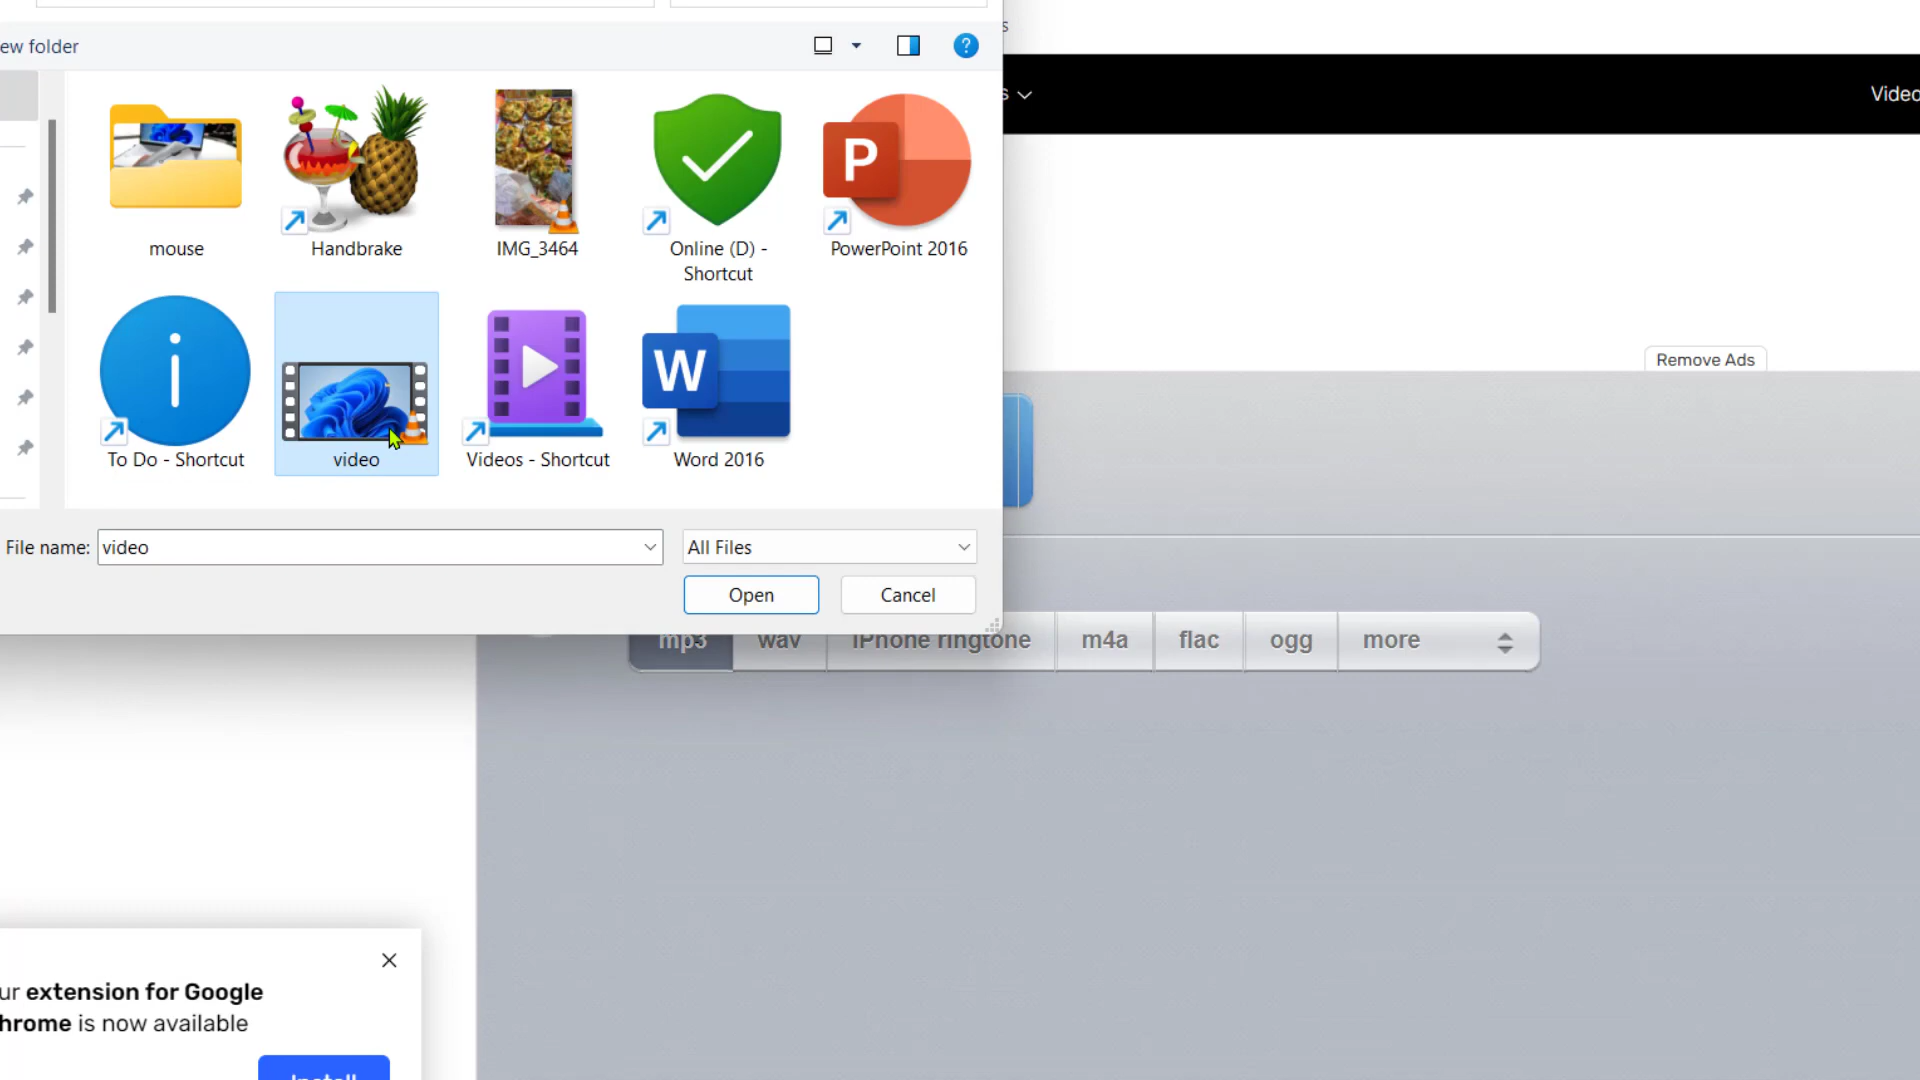 s
ew folder
?
s
Video
mouse
Handbrake
IMG_3464
Online (D) -
Shortcut
P
PowerPoint 2016
Remove Ads
To Do - Shortcut
video
Videos - Shortcut
W
Word 2016
File name: video
All Files
Open
Cancel
mp3
wav
iPhone ringtone
m4a
flac
ogg
more
ur extension for Google
hrome is now available
Install